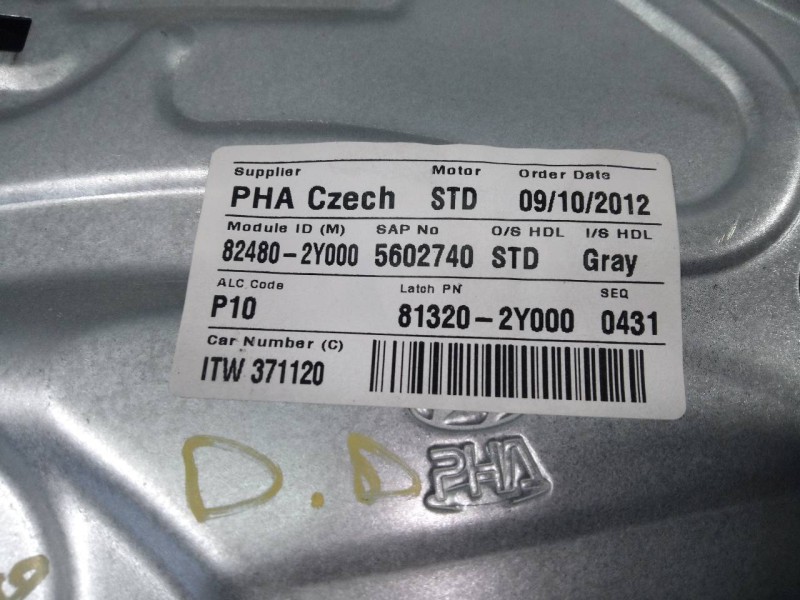 Supplier Motor Order Date
PHA Czech STD 09/10/2012
Module ID (M) SAP No O/S HDL I/S HDL
82480-2Y000 5602740 STD Gray
ALC Code Latch PN SEQ
P10 81320-2Y000 0431
Car Number (C)
ITW 371120
D.D PHA